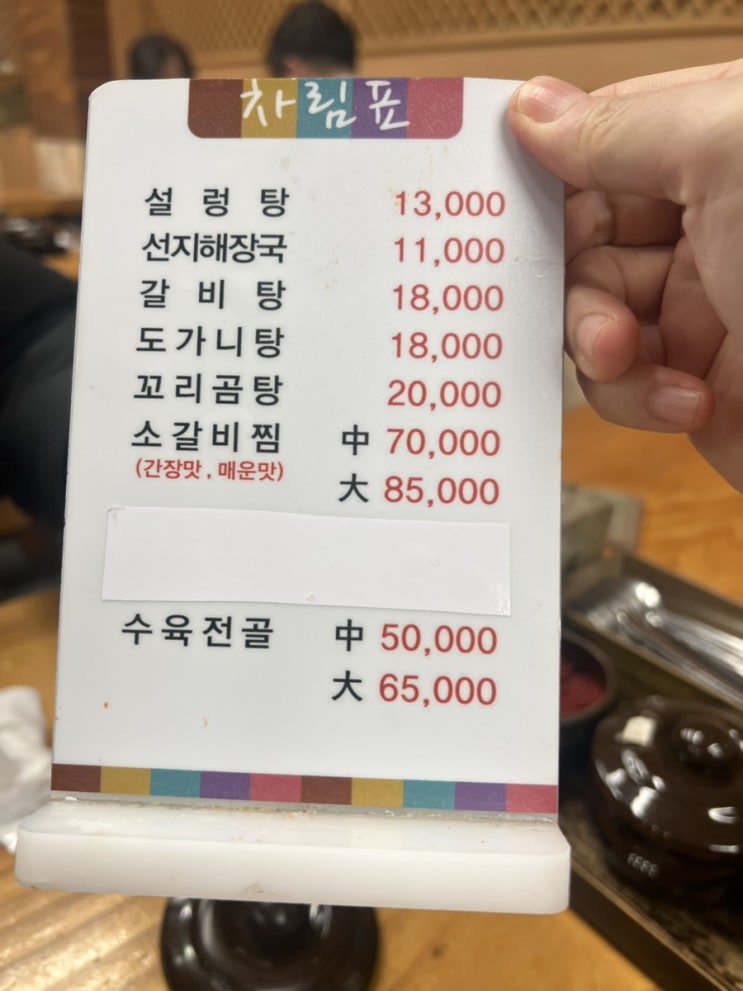 차림표
설렁탕 13,000
선지해장국 11,000
갈비탕 18,000
도가니탕 18,000
꼬리곰탕 20,000
소갈비찜 中 70,000
(간장맛, 매운맛)
大 85,000
수육전골 中 50,000
大 65,000